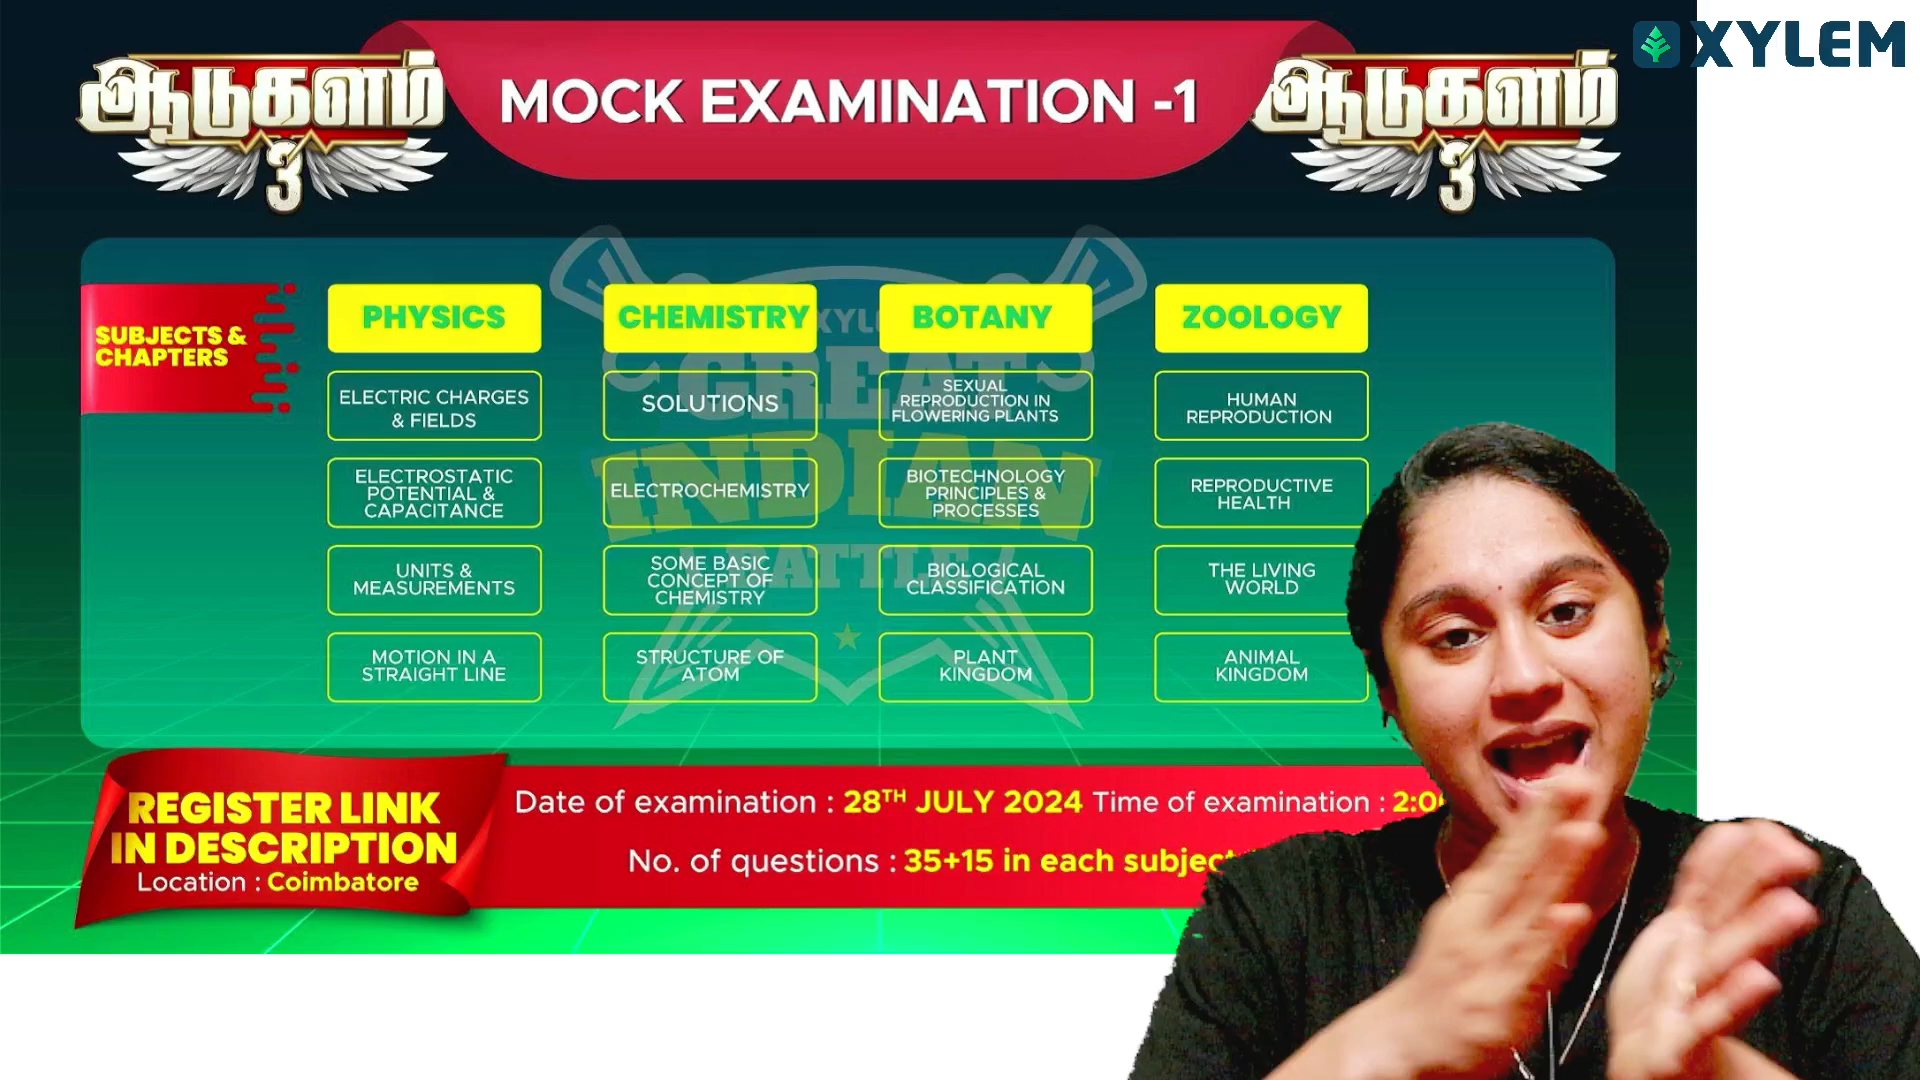 XYLEM
ஆடுகளம்
3
MOCK EXAMINATION -1
ஆடுகளம்
3
SUBJECTS &
CHAPTERS
PHYSICS
ELECTRIC CHARGES
& FIELDS
ELECTROSTATIC
POTENTIAL &
CAPACITANCE
UNITS &
MEASUREMENTS
MOTION IN A
STRAIGHT LINE
CHEMISTRY
SOLUTIONS
ELECTROCHEMISTRY
SOME BASIC
CONCEPT OF
CHEMISTRY
STRUCTURE OF
ATOM
BOTANY
SEXUAL
REPRODUCTION IN
FLOWERING PLANTS
BIOTECHNOLOGY
PRINCIPLES &
PROCESSES
BIOLOGICAL
CLASSIFICATION
PLANT
KINGDOM
ZOOLOGY
HUMAN
REPRODUCTION
REPRODUCTIVE
HEALTH
THE LIVING
WORLD
ANIMAL
KINGDOM
GREAT
INDIAN
BATTLE
REGISTER LINK
IN DESCRIPTION
Location : Coimbatore
Date of examination : 28TH JULY 2024 Time of examination :
No. of questions : 35+15 in each subject